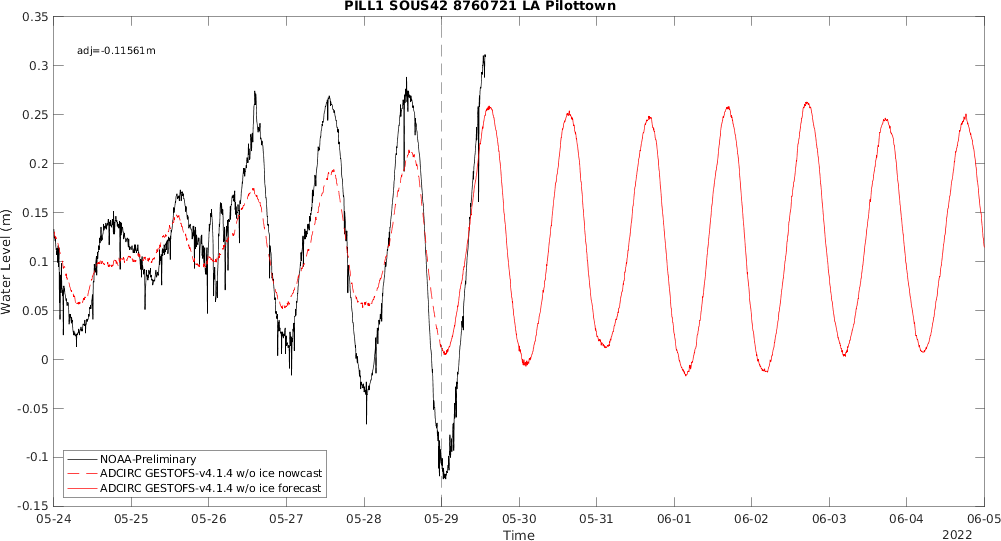 PILL1 SOUS42 8760721 LA Pilottown
adj=-0.11561m
0.35
0.3
0.25
0.2
0.15
0.1
0.05
0
-0.05
-0.1
-0.15
Water Level (m)
NOAA-Preliminary
ADCIRC GESTOFS-v4.1.4 w/o ice nowcast
ADCIRC GESTOFS-v4.1.4 w/o ice forecast
05-24 05-25 05-26 05-27 05-28 05-29 05-30 05-31 06-01 06-02 06-03 06-04 06-05
Time
2022